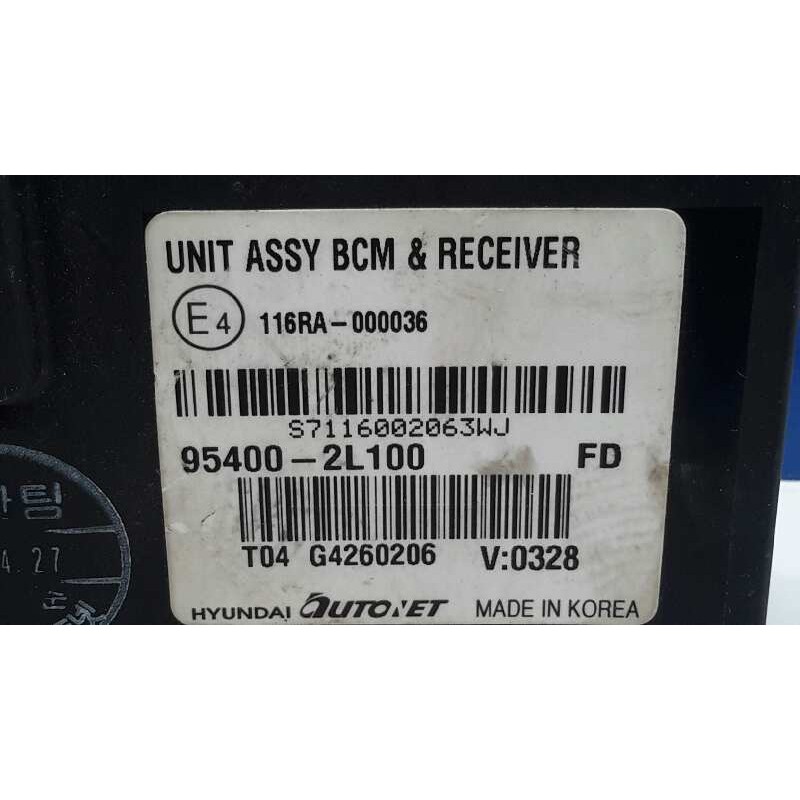 UNIT ASSY BCM & RECEIVER
E4 116RA-000036
S7116002063WJ
95400-2L100 FD
T04 G4260206 V:0328
HYUNDAI AUTONET MADE IN KOREA
팀
4.27